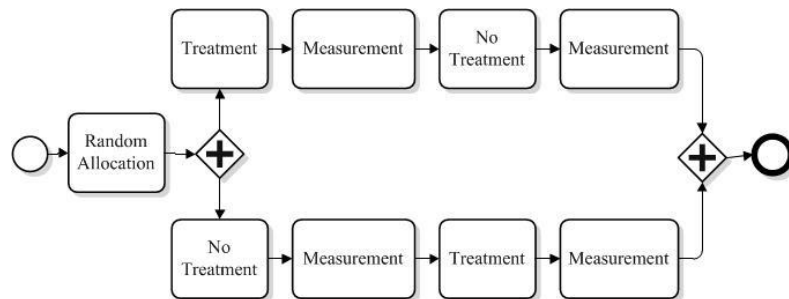 Treatment
Measurement
No
Treatment
Measurement
Random
Allocation
No
Treatment
Measurement
Treatment
Measurement